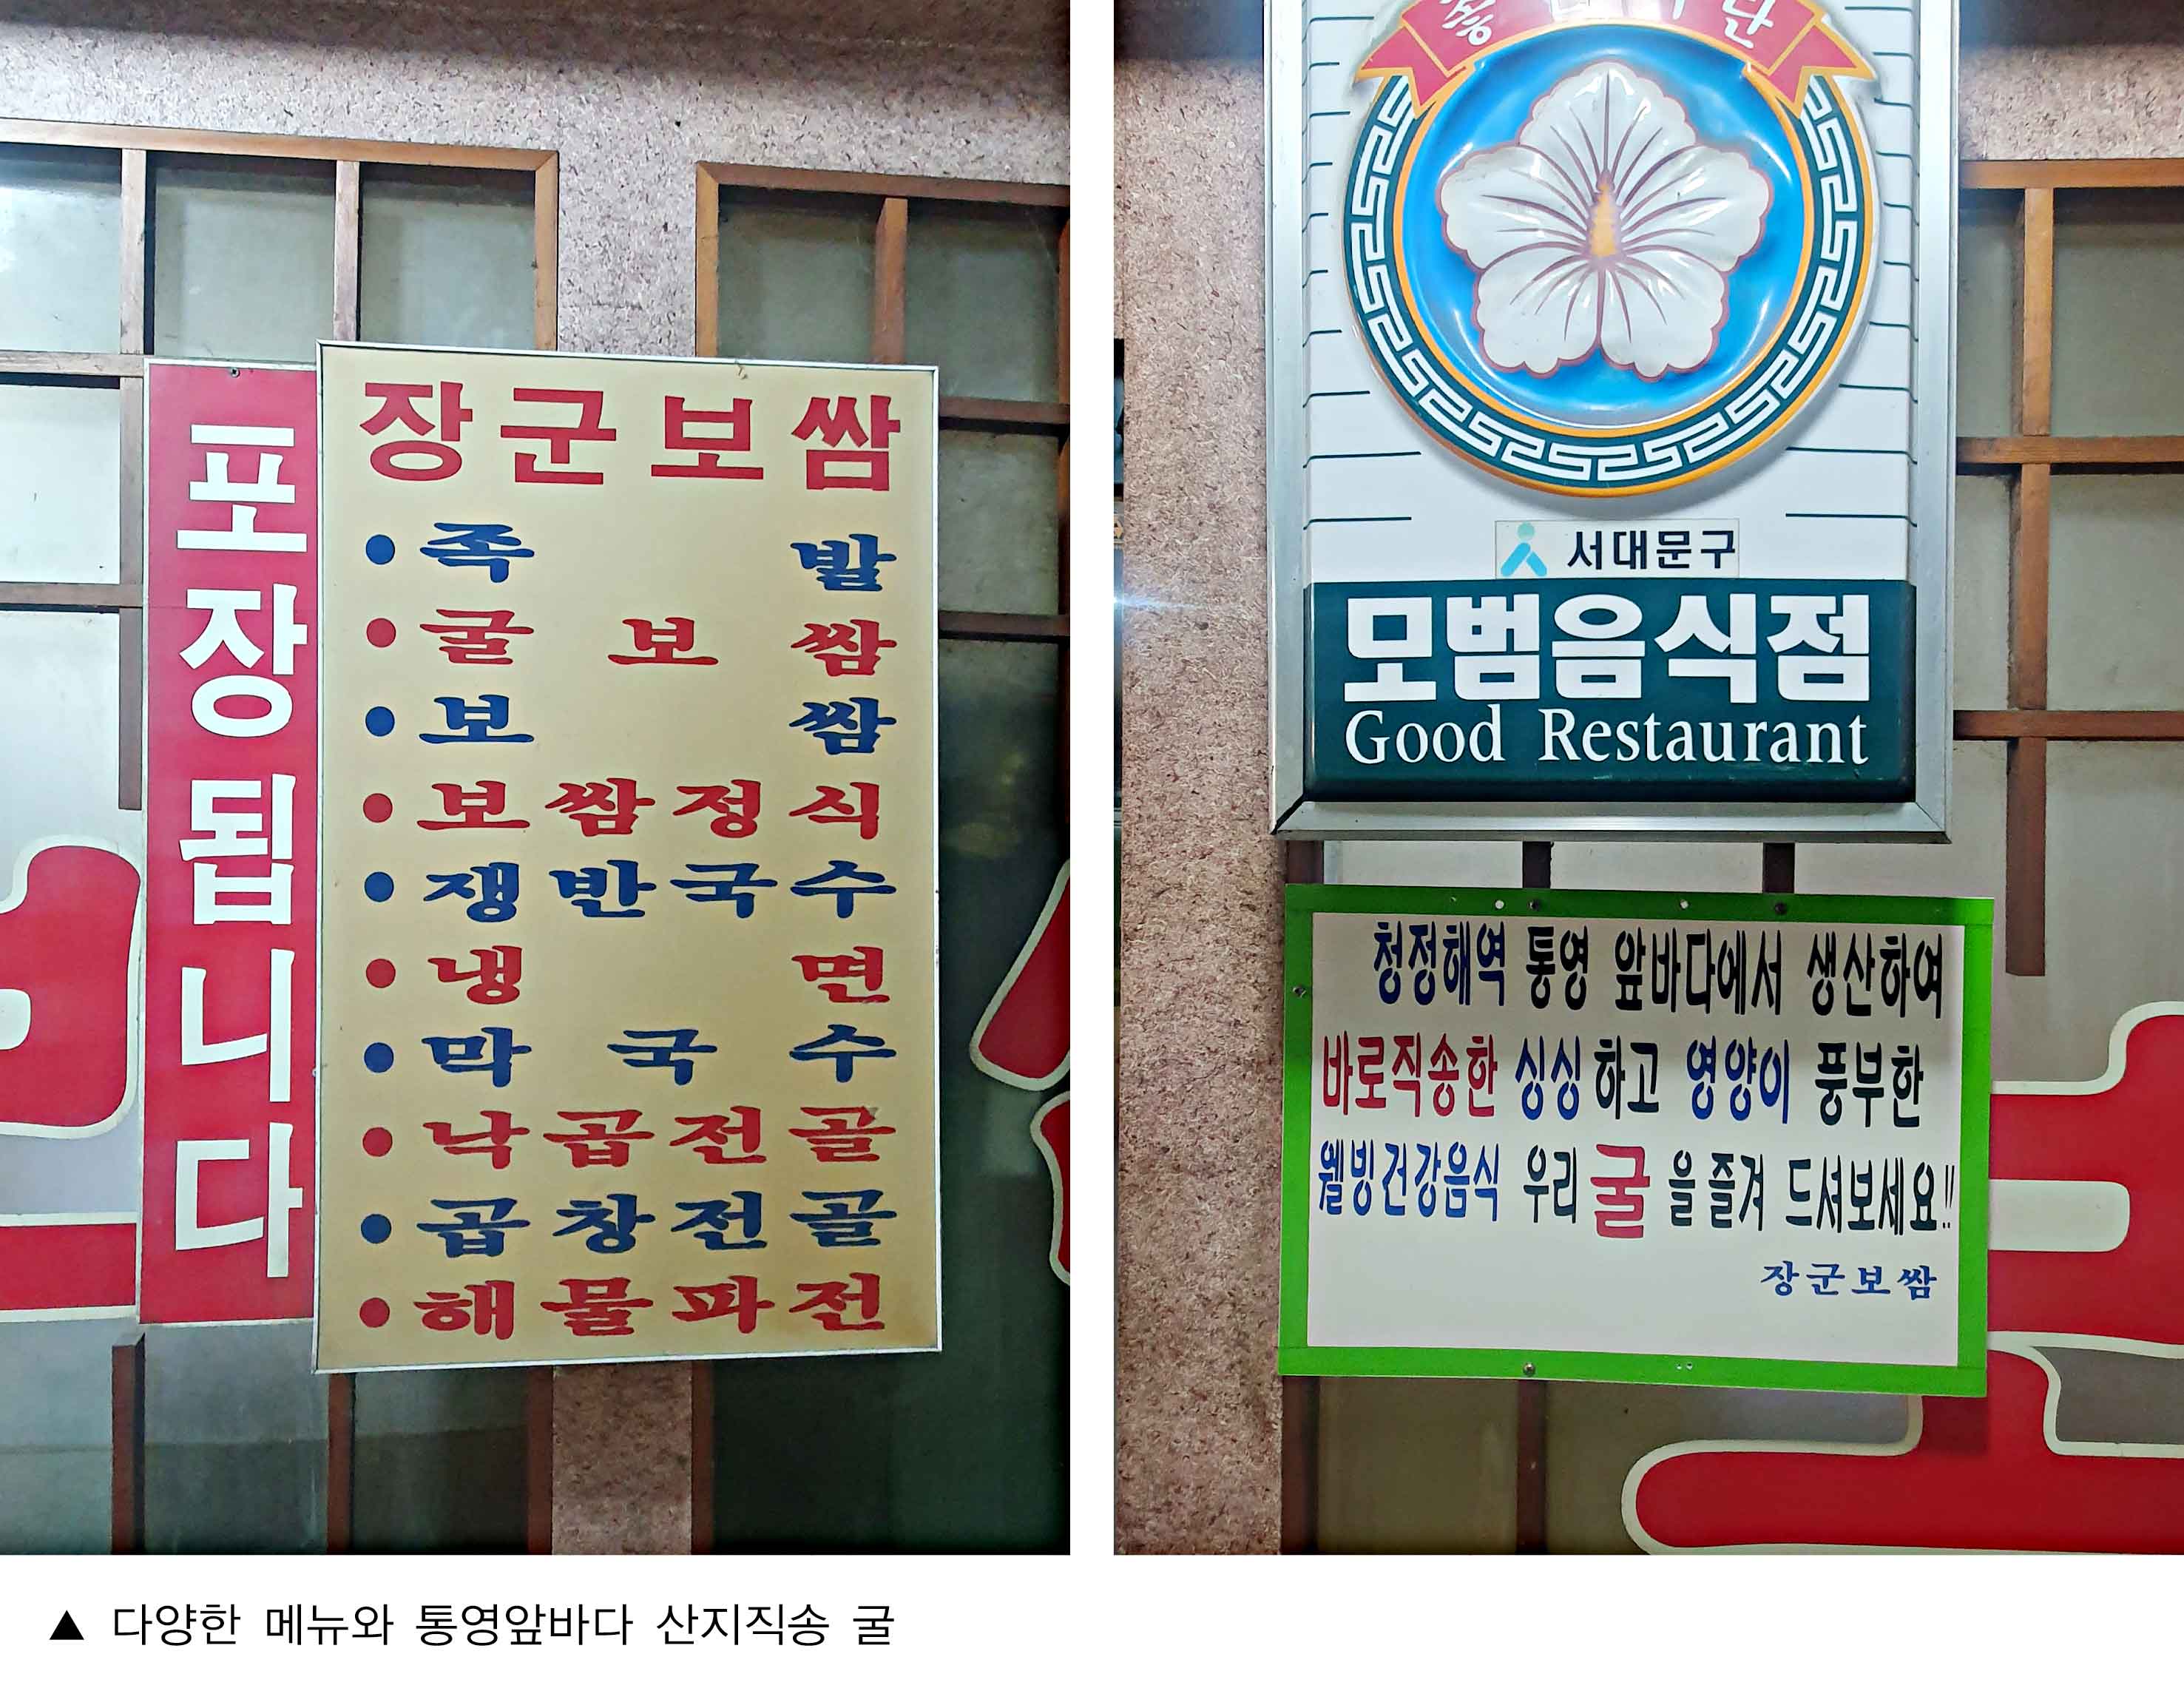 포장됩니다
장군보쌈
• 족발
• 굴보쌈
• 보쌈
• 보쌈정식
• 쟁반국수
• 냉면
• 막국수
• 낙곱전골
• 곱창전골
• 해물파전
서대문구
모범음식점
Good Restaurant
청정해역 통영 앞바다에서 생산하여
바로직송한 싱싱하고 영양이 풍부한
웰빙건강음식 우리 굴을 즐겨 드셔보세요!!
장군보쌈
▲ 다양한 메뉴와 통영앞바다 산지직송 굴